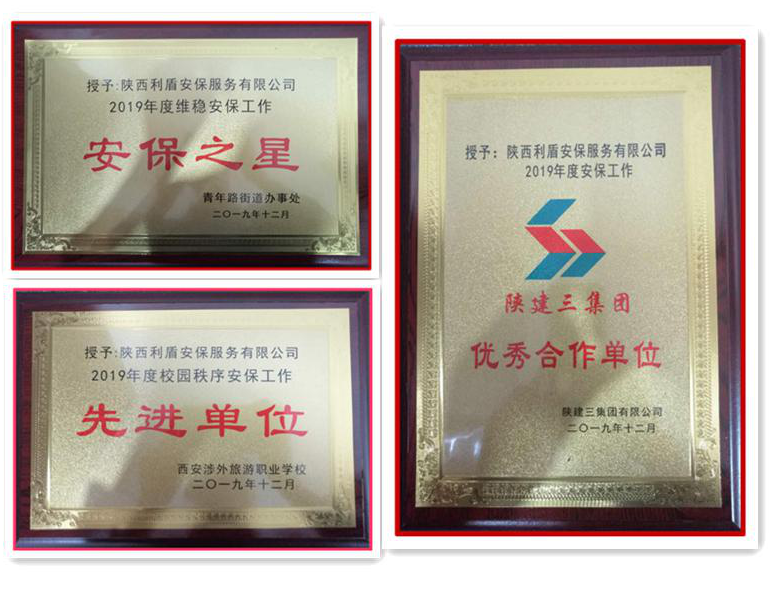 授予:陕西利盾安保服务有限公司
2019年度维稳安保工作
安保之星
青年路街道办事处
二〇一九年十二月
授予:陕西利盾安保服务有限公司
2019年度校园秩序安保工作
先进单位
西安涉外旅游职业学校
二〇一九年十二月
授予：陕西利盾安保服务有限公司
2019年度安保工作
陕建三集团
优秀合作单位
陕建三集团有限公司
二〇一九年十二月